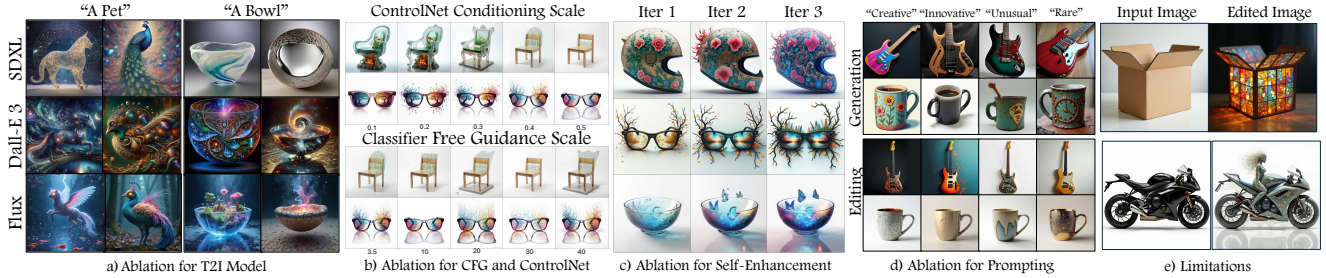 "A Pet" "A Bowl"
SDXL
Dall-E 3
Flux
a) Ablation for T2I Model
ControlNet Conditioning Scale
0.1 0.2 0.3 0.4 0.5
Classifier Free Guidance Scale
3.5 10 20 30 40
b) Ablation for CFG and ControlNet
Iter 1 Iter 2 Iter 3
c) Ablation for Self-Enhancement
"Creative" "Innovative" "Unusual" "Rare"
Generation
Editing
d) Ablation for Prompting
Input Image Edited Image
e) Limitations